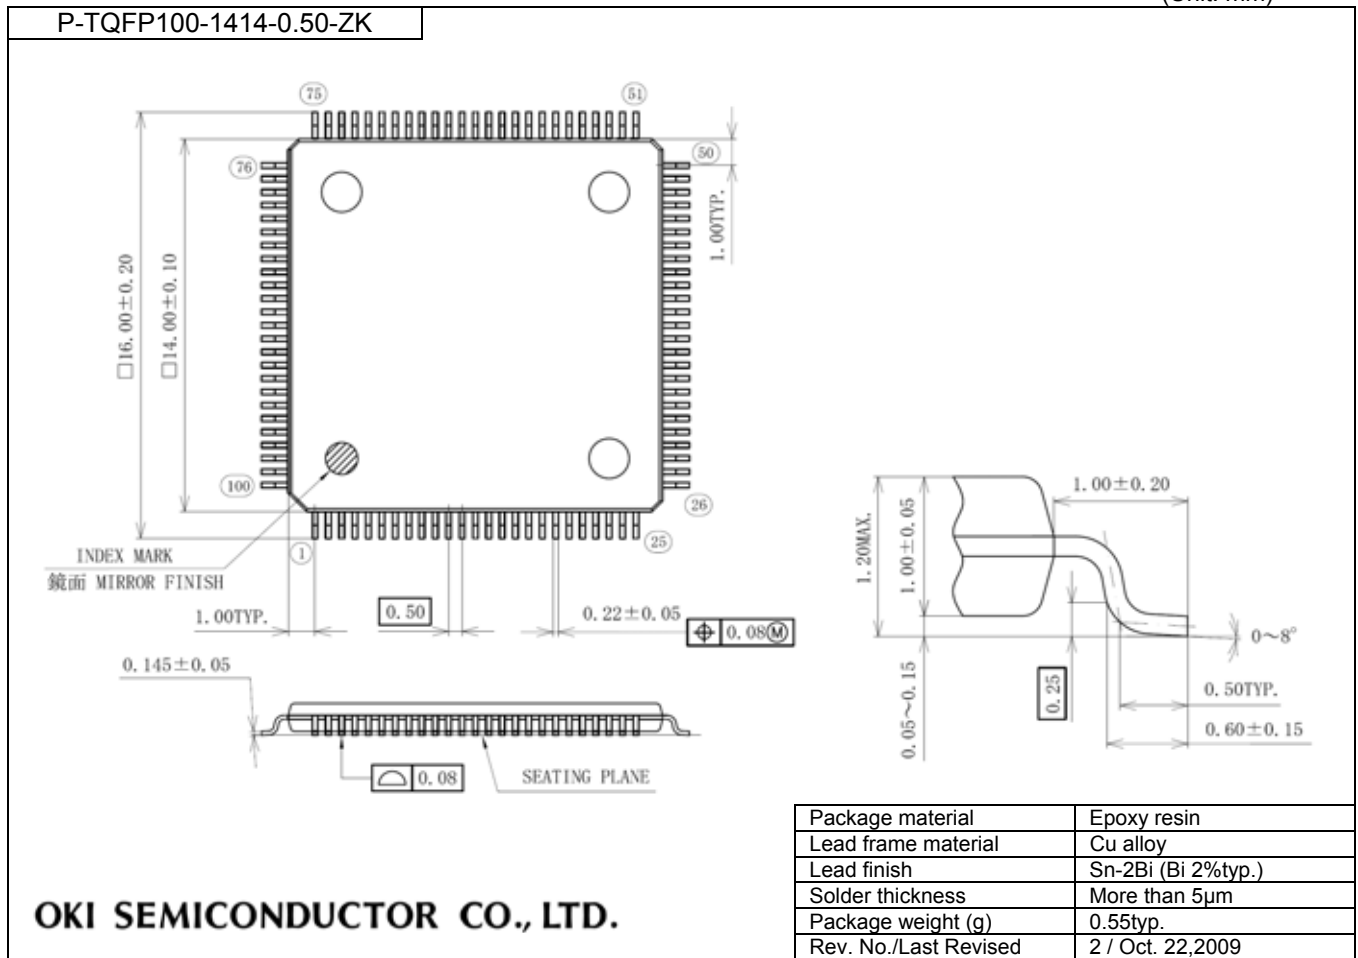 (Unit: mm)
P-TQFP100-1414-0.50-ZK
75
51
76
50
1.00TYP.
□16.00±0.20
□14.00±0.10
100
26
1
25
INDEX MARK
鏡面 MIRROR FINISH
1.00TYP.
0.50
0.22±0.05
⌖ 0.08Ⓜ
0.145±0.05
⌓ 0.08
SEATING PLANE
1.00±0.20
1.20MAX.
1.00±0.05
0~8°
0.25
0.05~0.15
0.50TYP.
0.60±0.15
Package material Epoxy resin
Lead frame material Cu alloy
Lead finish Sn-2Bi (Bi 2%typ.)
Solder thickness More than 5µm
Package weight (g) 0.55typ.
Rev. No./Last Revised 2 / Oct. 22,2009
OKI SEMICONDUCTOR CO., LTD.